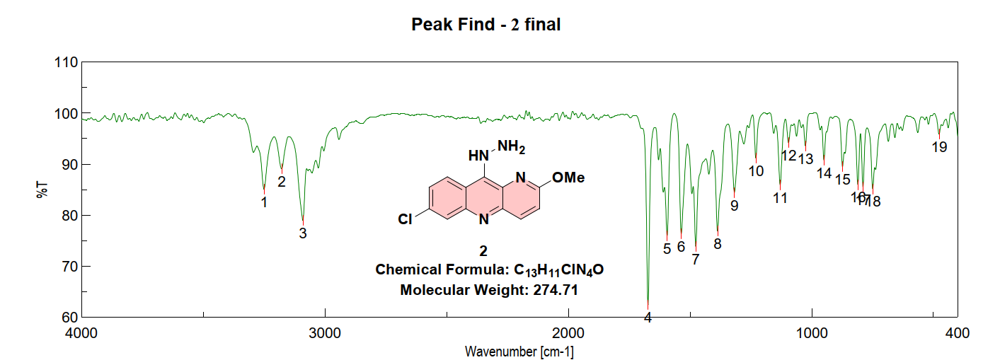 Peak Find - 2 final
110
100
90
80
70
60
%T
4000
3000
2000
1000
400
Wavenumber [cm-1]
1
2
3
4
5
6
7
8
9
10
11
12
13
14
15
16
17
18
19
HN
NH₂
N
OMe
Cl
N
2
Chemical Formula: C₁₃H₁₁ClN₄O
Molecular Weight: 274.71